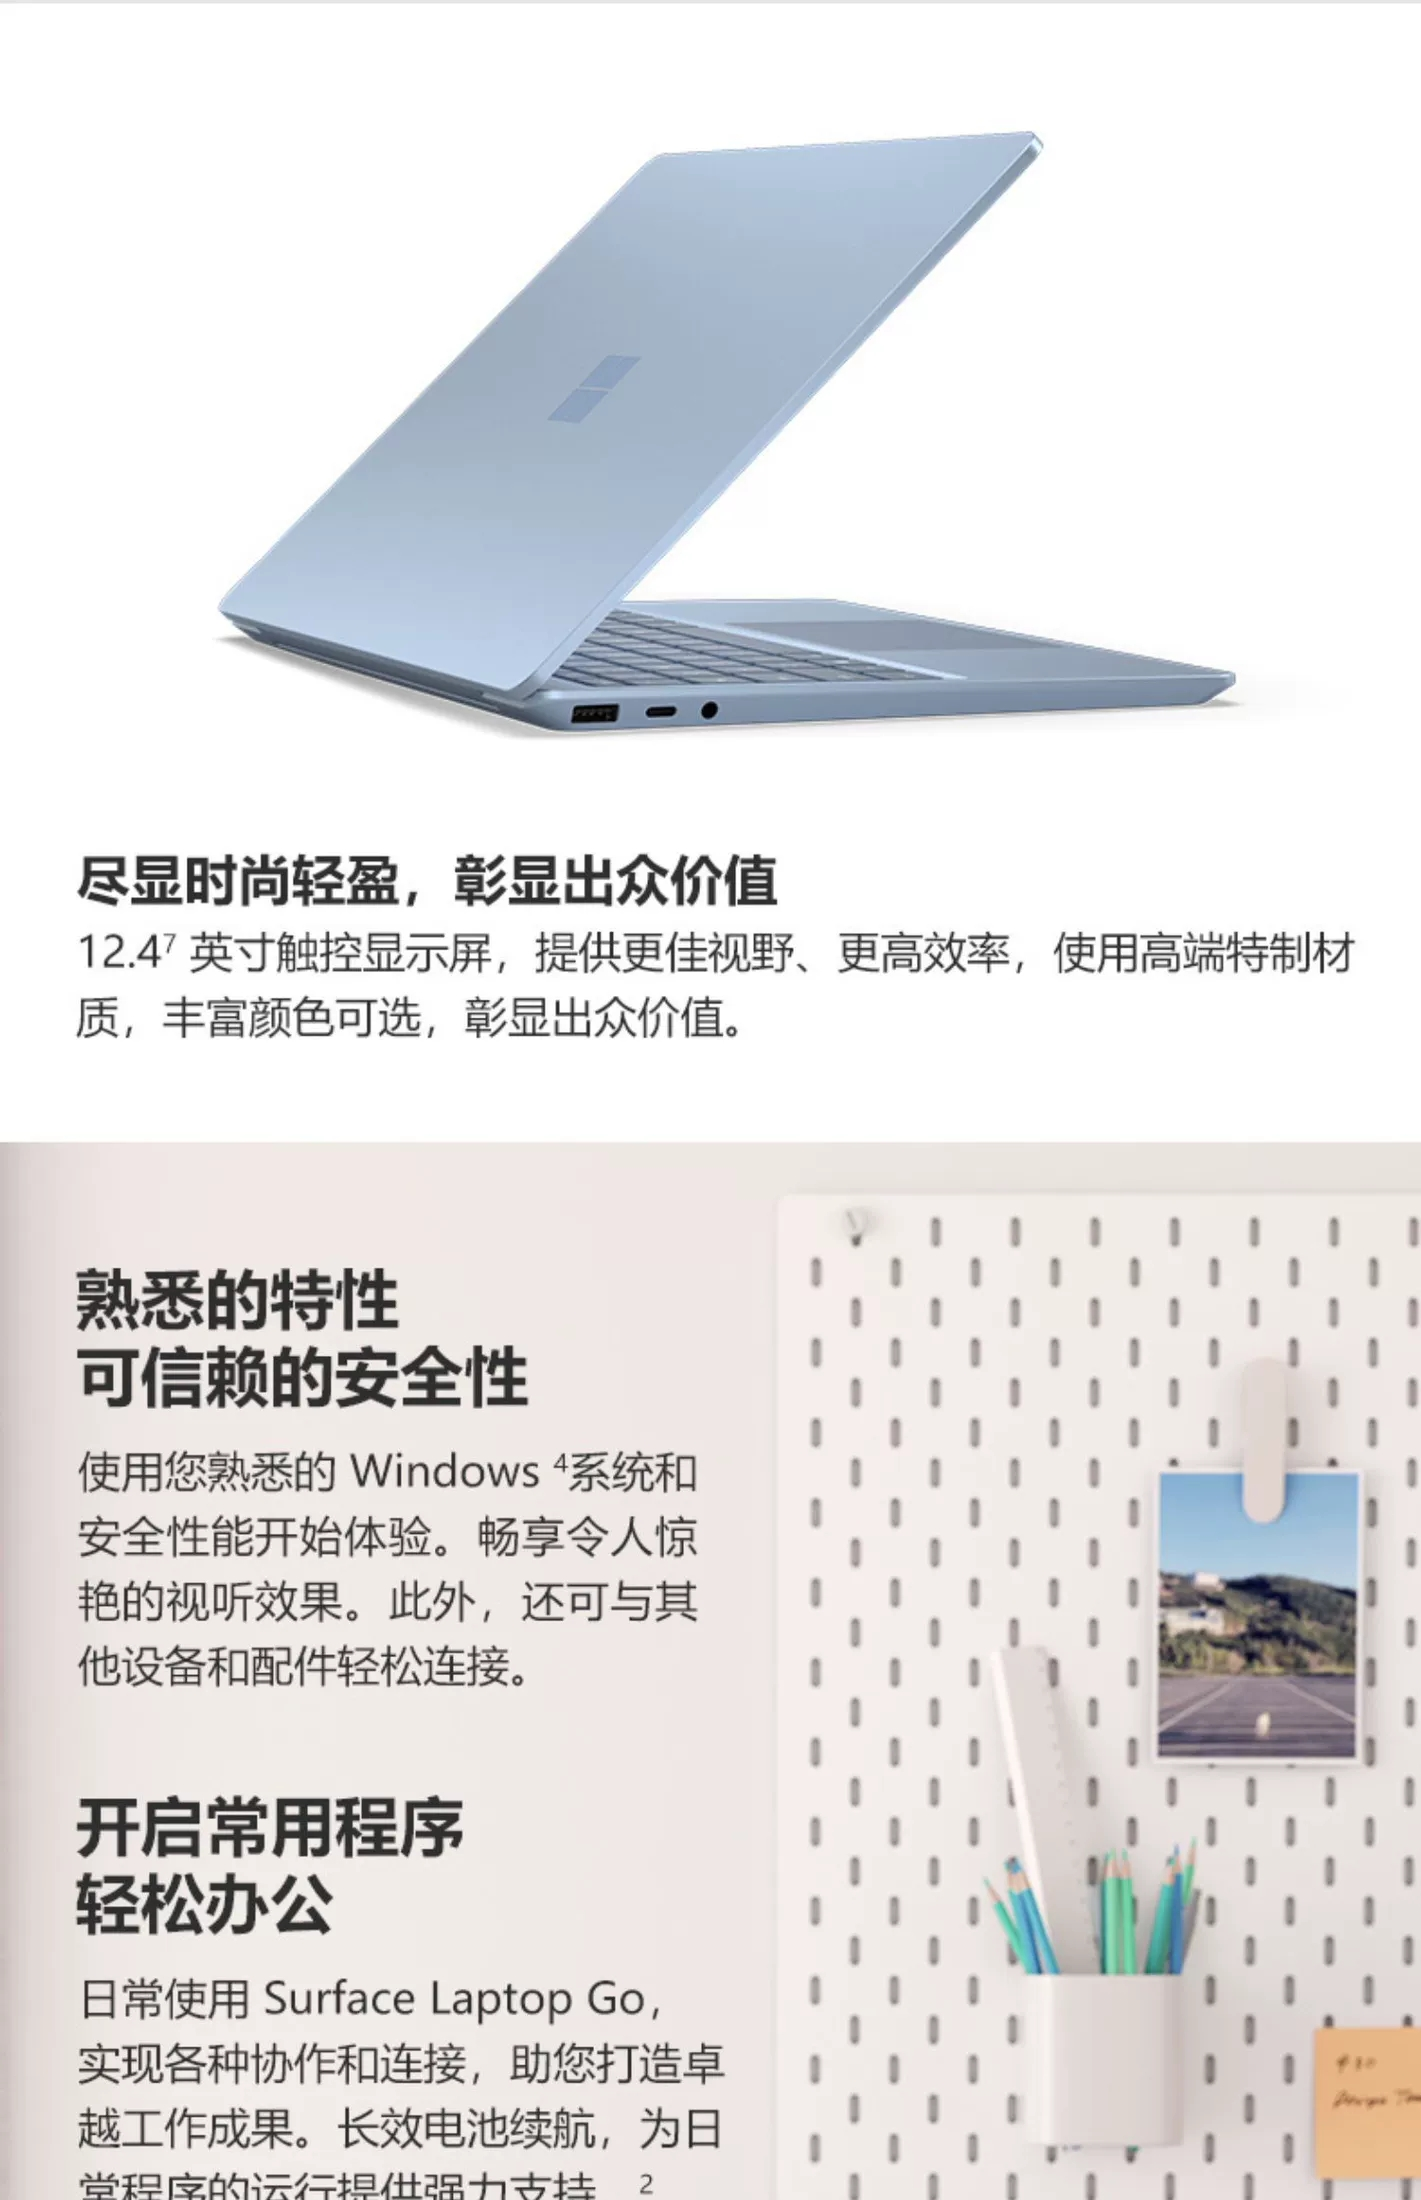 尽显时尚轻盈，彰显出众价值
12.4⁷ 英寸触控显示屏，提供更佳视野、更高效率，使用高端特制材
质，丰富颜色可选，彰显出众价值。
熟悉的特性
可信赖的安全性
使用您熟悉的 Windows ⁴系统和
安全性能开始体验。畅享令人惊
艳的视听效果。此外，还可与其
他设备和配件轻松连接。
开启常用程序
轻松办公
日常使用 Surface Laptop Go，
实现各种协作和连接，助您打造卓
越工作成果。长效电池续航，为日
常程序的运行提供强力支持。²